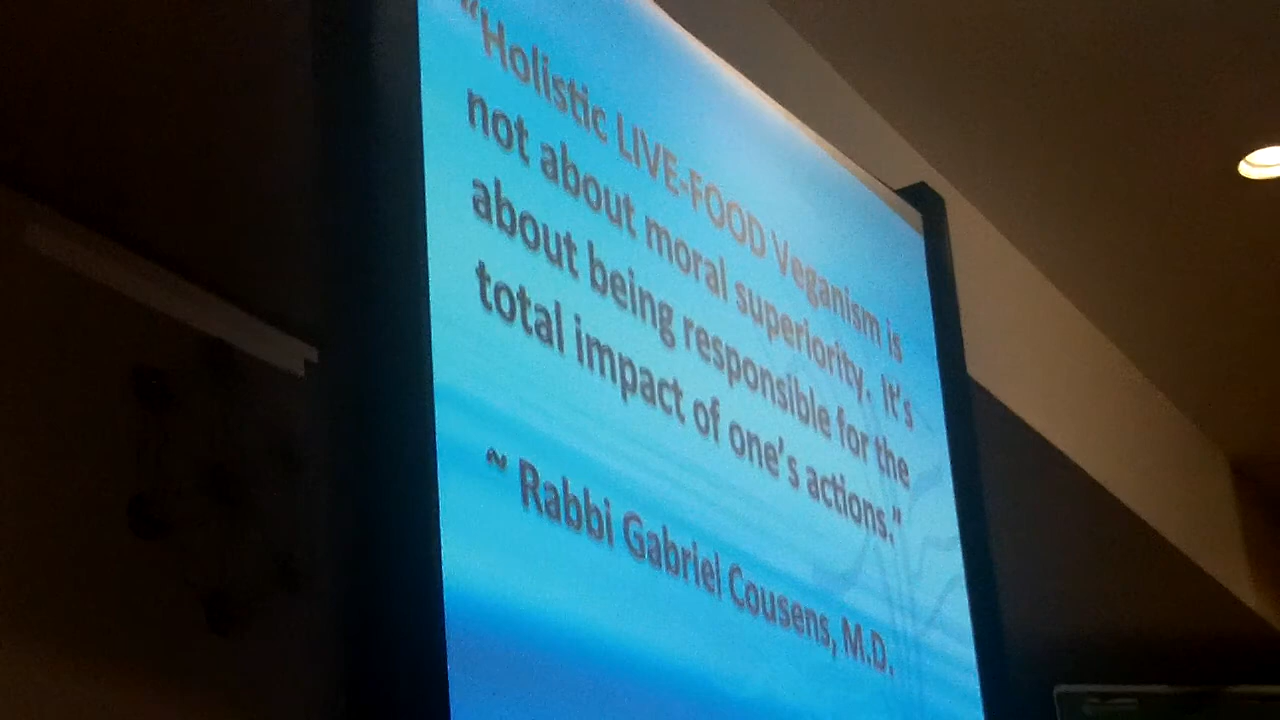 “Holistic LIVE-FOOD Veganism is
not about moral superiority. It's
about being responsible for the
total impact of one's actions.”
~ Rabbi Gabriel Cousens, M.D.